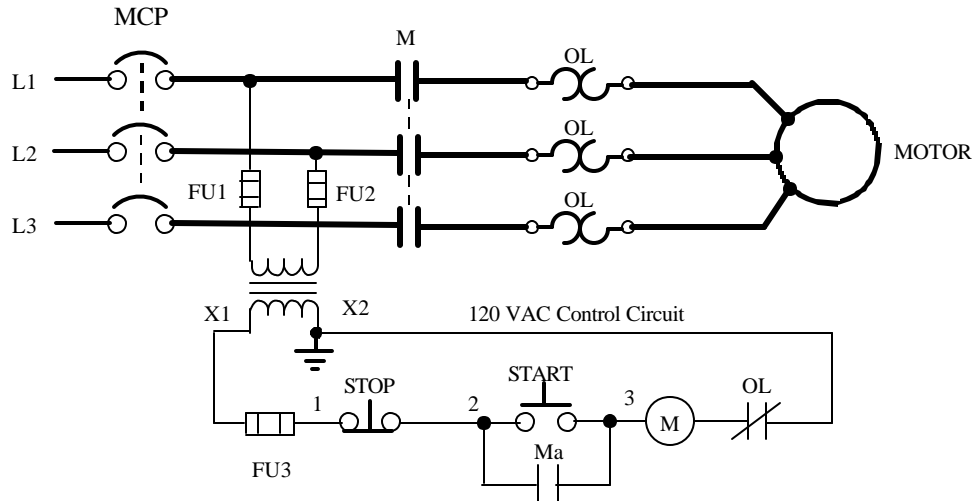 MCP
M
OL
L1
OL
L2
MOTOR
FU1
FU2
OL
L3
X1
X2
120 VAC Control Circuit
STOP
START
OL
1
2
3
M
Ma
FU3